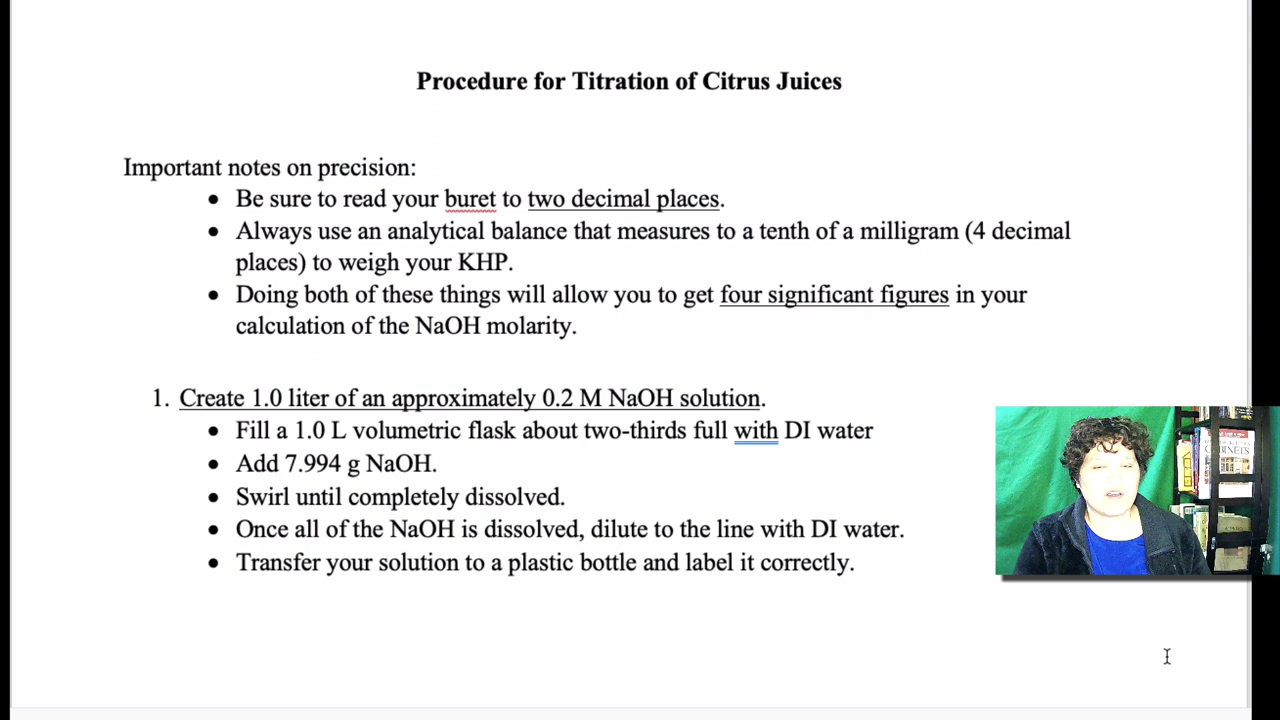 Procedure for Titration of Citrus Juices
Important notes on precision:
• Be sure to read your buret to two decimal places.
• Always use an analytical balance that measures to a tenth of a milligram (4 decimal
places) to weigh your KHP.
• Doing both of these things will allow you to get four significant figures in your
calculation of the NaOH molarity.
1. Create 1.0 liter of an approximately 0.2 M NaOH solution.
• Fill a 1.0 L volumetric flask about two-thirds full with DI water
• Add 7.994 g NaOH.
• Swirl until completely dissolved.
• Once all of the NaOH is dissolved, dilute to the line with DI water.
• Transfer your solution to a plastic bottle and label it correctly.